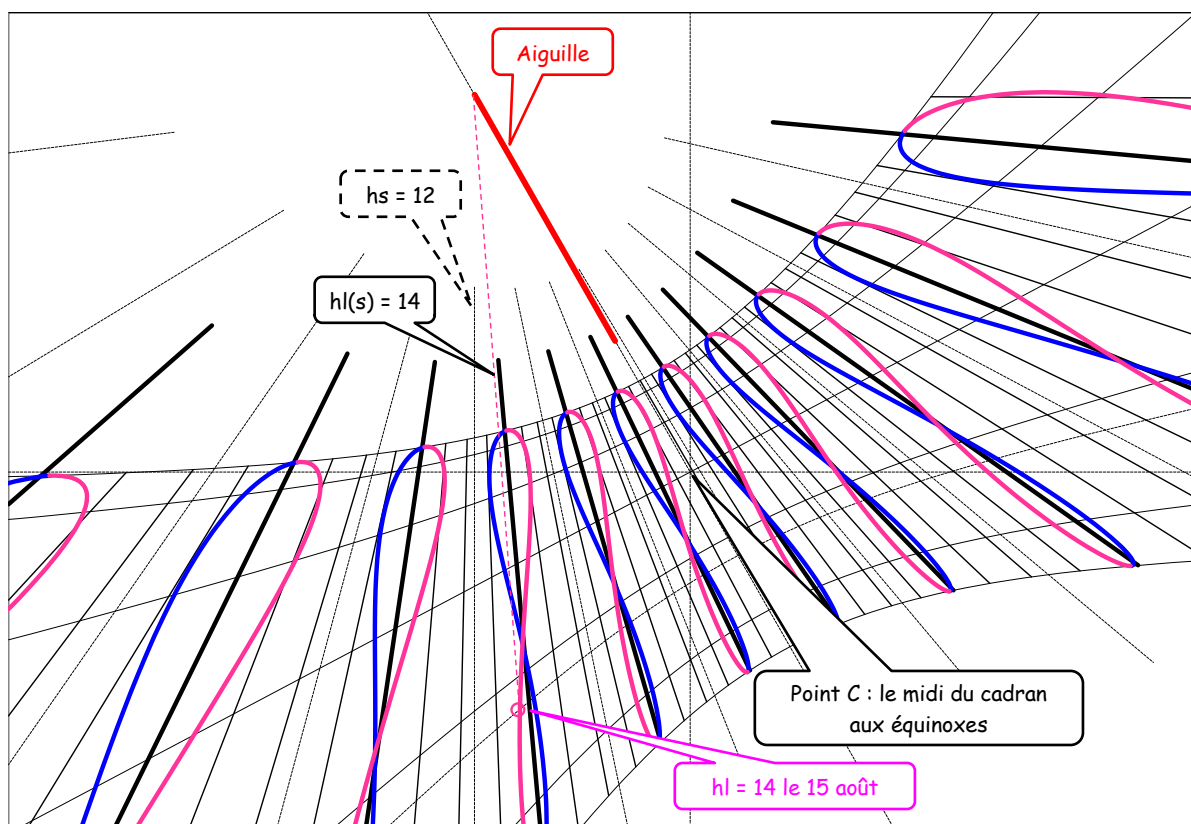 Aiguille
hs = 12
hl(s) = 14
Point C : le midi du cadran
aux équinoxes
hl = 14 le 15 août